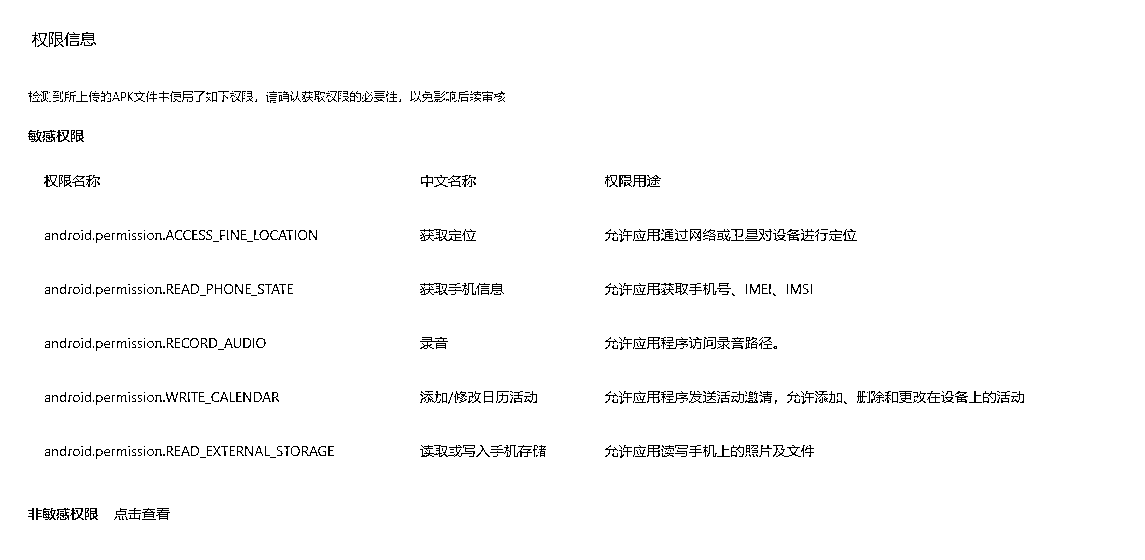 权限信息
检测到所上传的APK文件中使用了如下权限，请确认获取权限的必要性，以免影响后续审核
敏感权限
权限名称 中文名称 权限用途
android.permission.ACCESS_FINE_LOCATION 获取定位 允许应用通过网络或卫星对设备进行定位
android.permission.READ_PHONE_STATE 获取手机信息 允许应用获取手机号、IMEI、IMSI
android.permission.RECORD_AUDIO 录音 允许应用程序访问录音路径。
android.permission.WRITE_CALENDAR 添加/修改日历活动 允许应用程序发送活动邀请，允许添加、删除和更改在设备上的活动
android.permission.READ_EXTERNAL_STORAGE 读取或写入手机存储 允许应用读写手机上的照片及文件
非敏感权限 点击查看